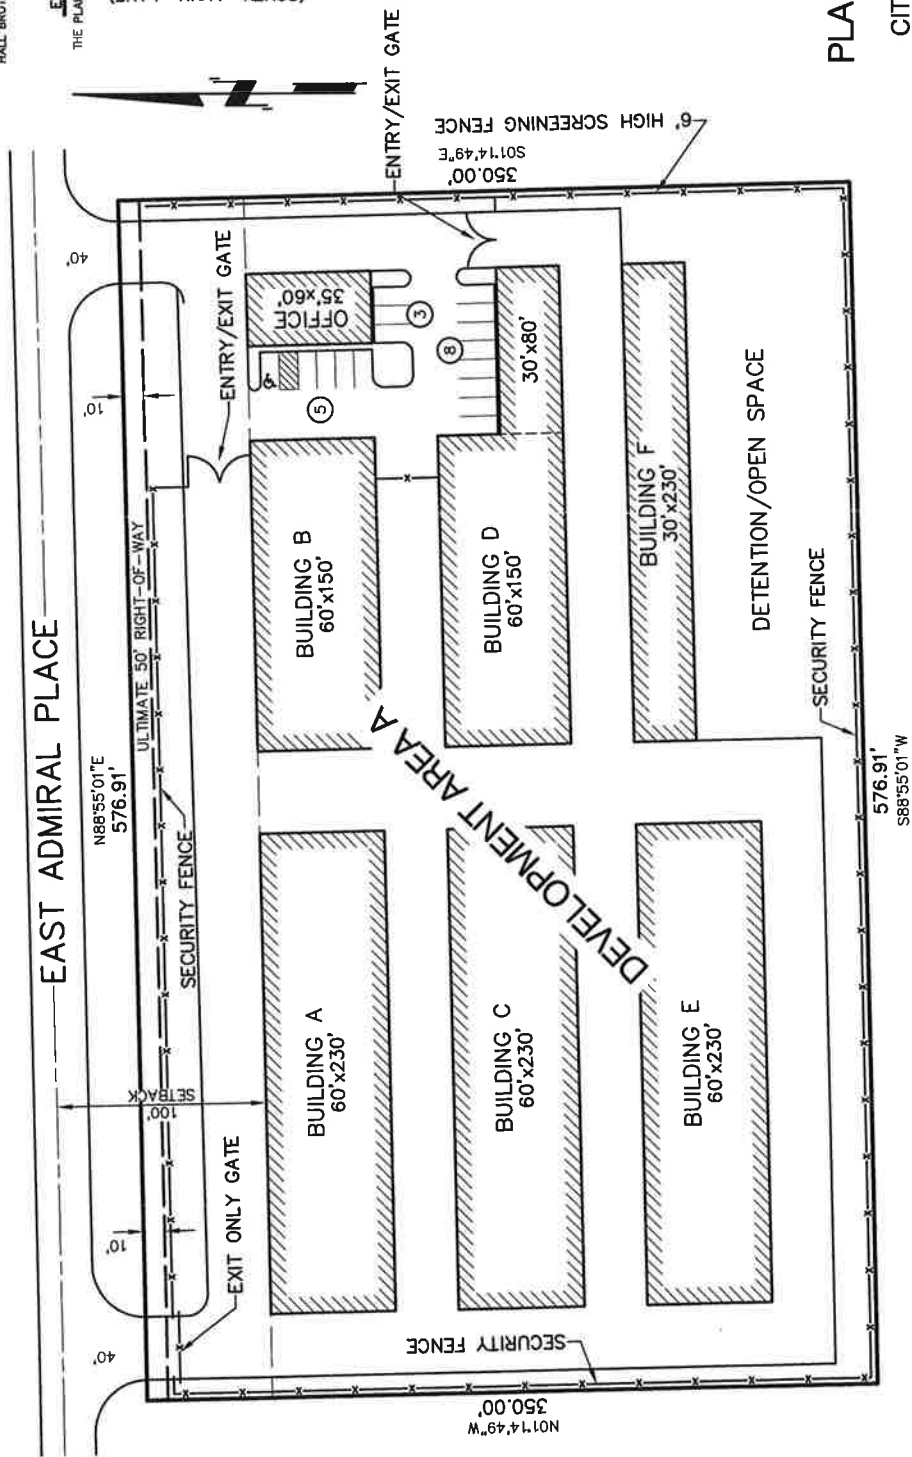 EAST ADMIRAL PLACE
N88°55'01"E
576.91'
40'
40'
10'
10'
ULTIMATE 50' RIGHT-OF-WAY
SECURITY FENCE
100'
SETBACK
EXIT ONLY GATE
ENTRY/EXIT GATE
ENTRY/EXIT GATE
OFFICE
35'x60'
5
3
8
BUILDING A
60'x230'
BUILDING B
60'x150'
BUILDING C
60'x230'
BUILDING D
60'x150'
30'x80'
BUILDING E
60'x230'
BUILDING F
30'x230'
DEVELOPMENT AREA A
DETENTION/OPEN SPACE
SECURITY FENCE
SECURITY FENCE
N01°14'49"W
350.00'
S01°14'49"E
350.00'
6' HIGH SCREENING FENCE
576.91'
S88°55'01"W
THE PLA
PLA
CIT